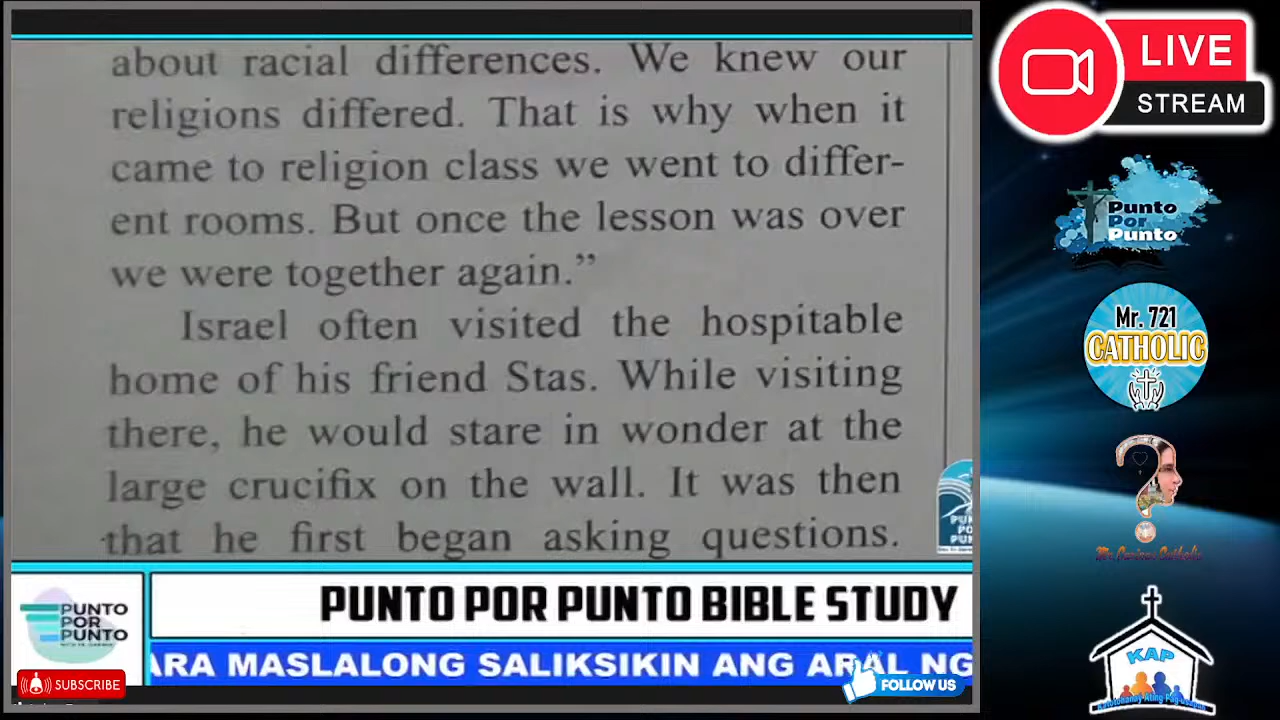 about racial differences. We knew our
religions differed. That is why when it
came to religion class we went to differ-
ent rooms. But once the lesson was over
we were together again.”
Israel often visited the hospitable
home of his friend Stas. While visiting
there, he would stare in wonder at the
large crucifix on the wall. It was then
that he first began asking questions.
PUNTO POR PUNTO BIBLE STUDY
ARA MASLALONG SALIKSIKIN ANG ARAL NG
PUNTO
POR
PUNTO
SUBSCRIBE
FOLLOW US
LIVE
STREAM
Punto
Por
Punto
Mr. 721
CATHOLIC
Mr Curious Catholic
KAP